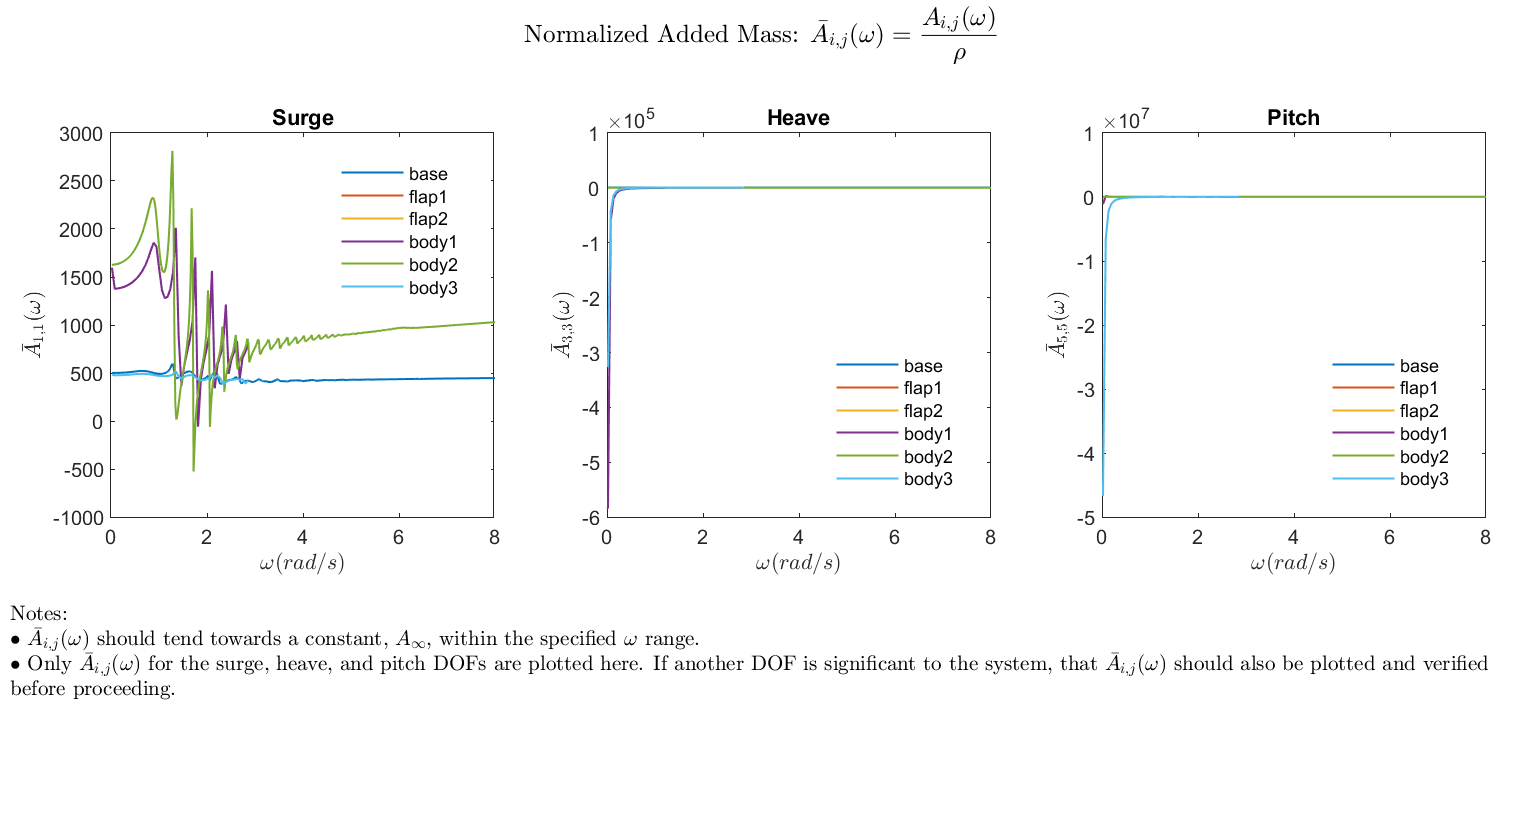 Normalized Added Mass: Ā_{i,j}(ω) = A_{i,j}(ω) / ρ
Surge
3000
2500
2000
1500
1000
500
0
-500
-1000
0 2 4 6 8
Ā_{1,1}(ω)
ω(rad/s)
base
flap1
flap2
body1
body2
body3
Heave
×10^5
1
0
-1
-2
-3
-4
-5
-6
0 2 4 6 8
Ā_{3,3}(ω)
ω(rad/s)
base
flap1
flap2
body1
body2
body3
Pitch
×10^7
1
0
-1
-2
-3
-4
-5
0 2 4 6 8
Ā_{5,5}(ω)
ω(rad/s)
base
flap1
flap2
body1
body2
body3
Notes:
• Ā_{i,j}(ω) should tend towards a constant, A_∞, within the specified ω range.
• Only Ā_{i,j}(ω) for the surge, heave, and pitch DOFs are plotted here. If another DOF is significant to the system, that Ā_{i,j}(ω) should also be plotted and verified
before proceeding.